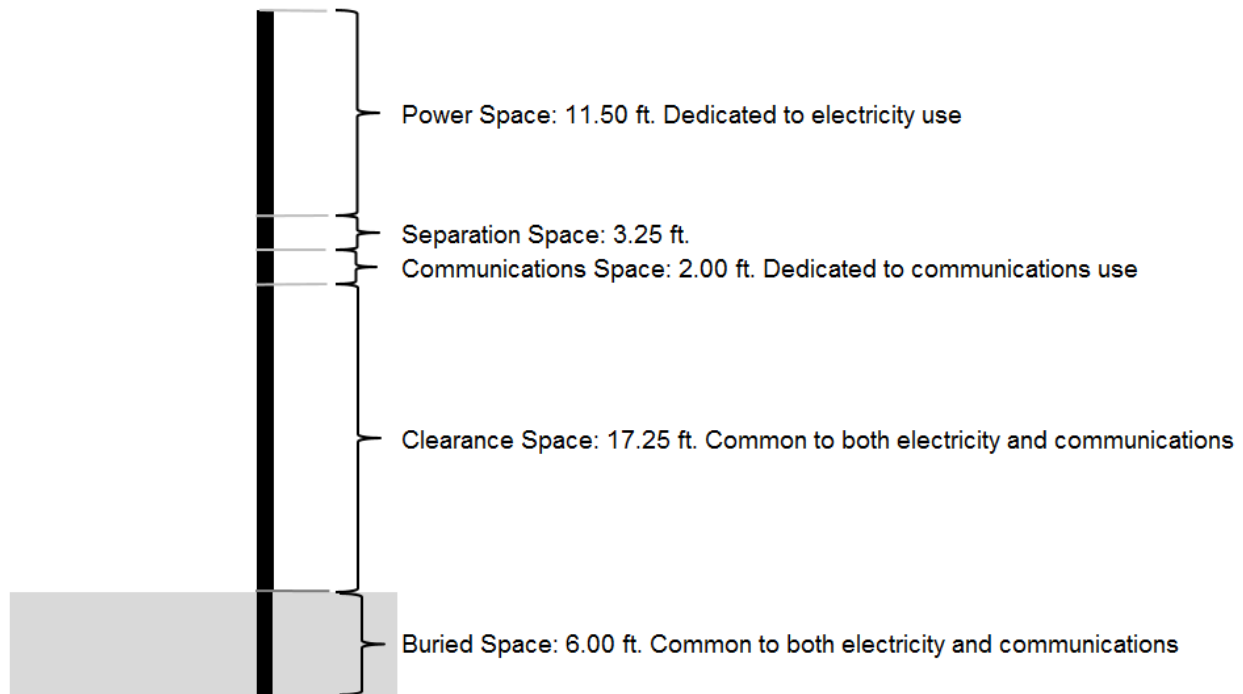 Power Space: 11.50 ft. Dedicated to electricity use
Separation Space: 3.25 ft.
Communications Space: 2.00 ft. Dedicated to communications use
Clearance Space: 17.25 ft. Common to both electricity and communications
Buried Space: 6.00 ft. Common to both electricity and communications